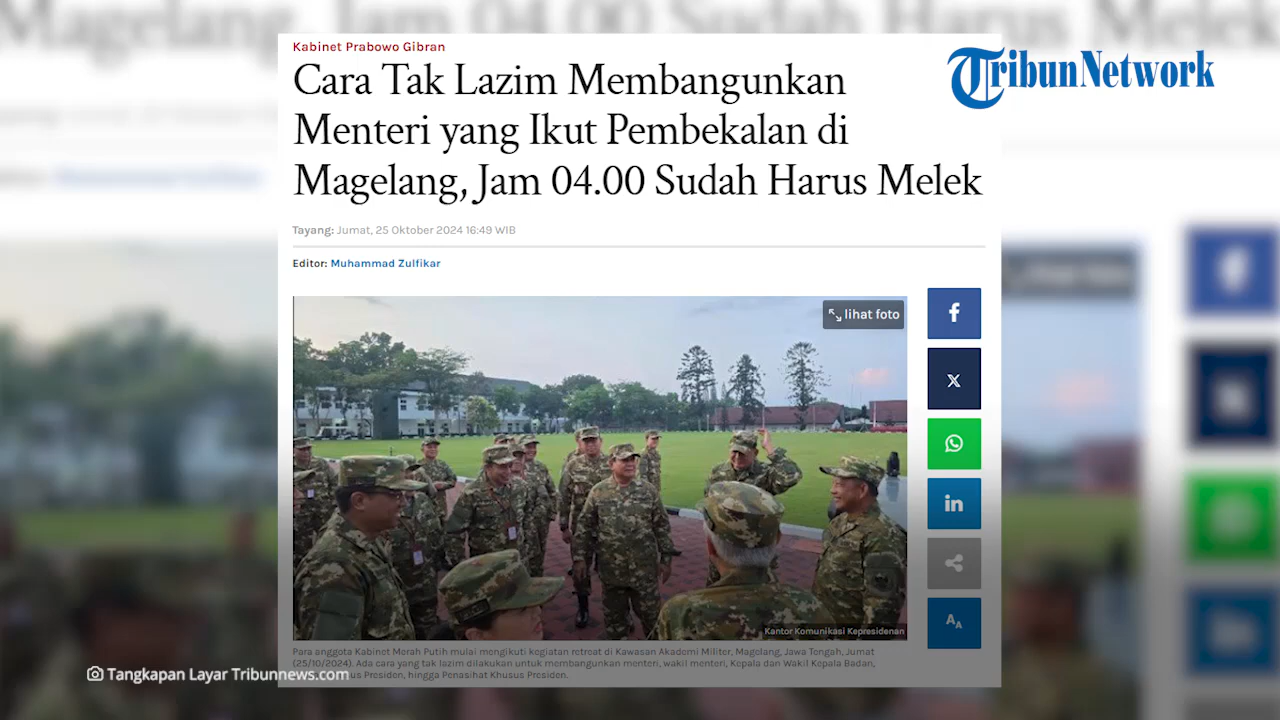 Kabinet Prabowo Gibran
Cara Tak Lazim Membangunkan
Menteri yang Ikut Pembekalan di
Magelang, Jam 04.00 Sudah Harus Melek
TribunNetwork
Tayang: Jumat, 25 Oktober 2024 16:49 WIB
Editor: Muhammad Zulfikar
lihat foto
Kantor Komunikasi Kepresidenan
Para anggota Kabinet Merah Putih mulai mengikuti kegiatan retreat di Kawasan Akademi Militer, Magelang, Jawa Tengah, Jumat
(25/10/2024). Ada cara yang tak lazim dilakukan untuk membangunkan menteri, wakil menteri, Kepala dan Wakil Kepala Badan,
Presiden, hingga Penasihat Khusus Presiden.
Tangkapan Layar Tribunnews.com